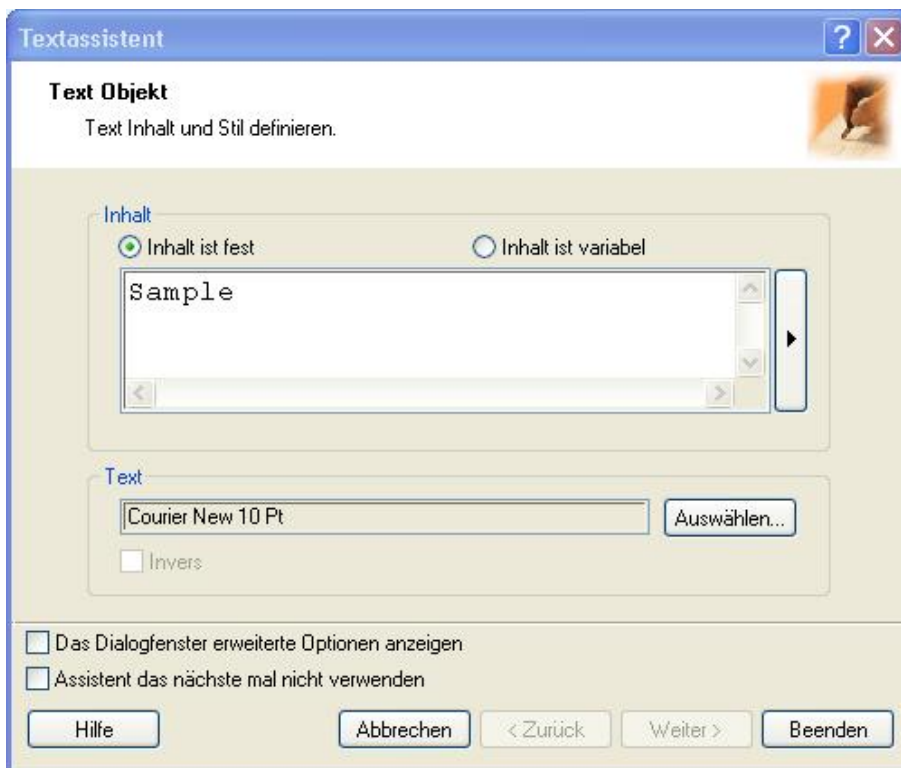 Textassistent
Text Objekt
Text Inhalt und Stil definieren.
Inhalt
Inhalt ist fest Inhalt ist variabel
Sample
Text
Courier New 10 Pt Auswählen...
Invers
Das Dialogfenster erweiterte Optionen anzeigen
Assistent das nächste mal nicht verwenden
Hilfe Abbrechen < Zurück Weiter > Beenden